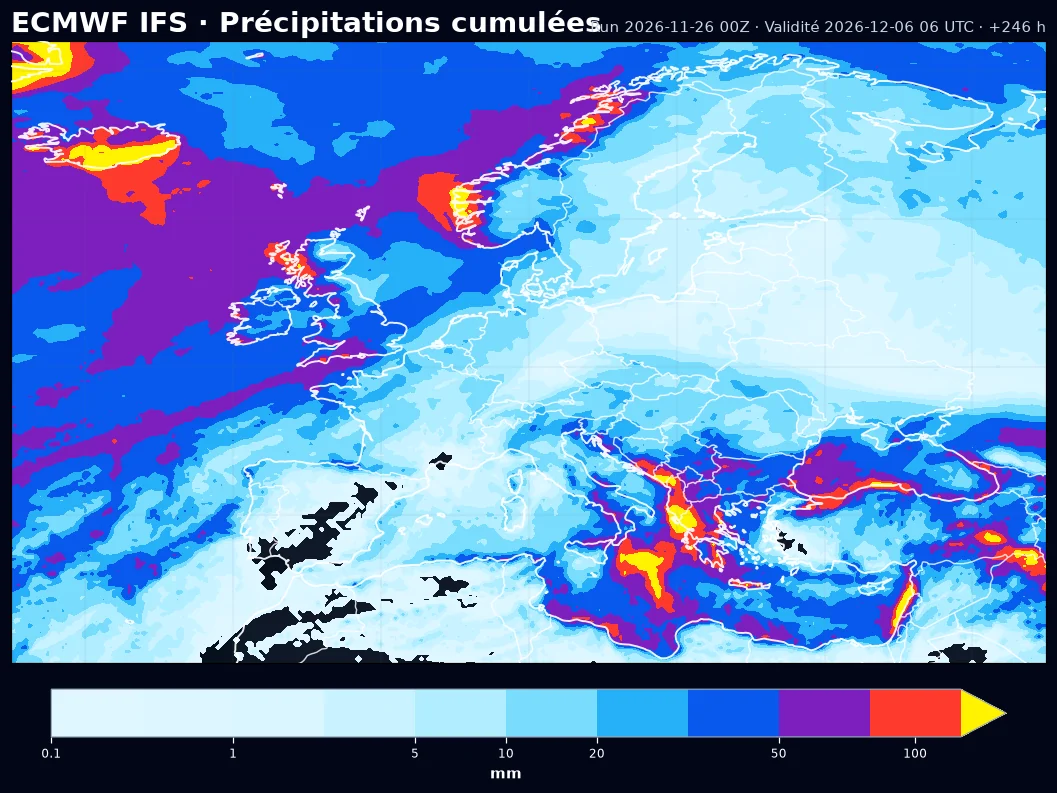 ECMWF IFS · Précipitations cumulées
Run 2026-11-26 00Z · Validité 2026-12-06 06 UTC · +246 h
0.1 1 5 10 20 50 100
mm